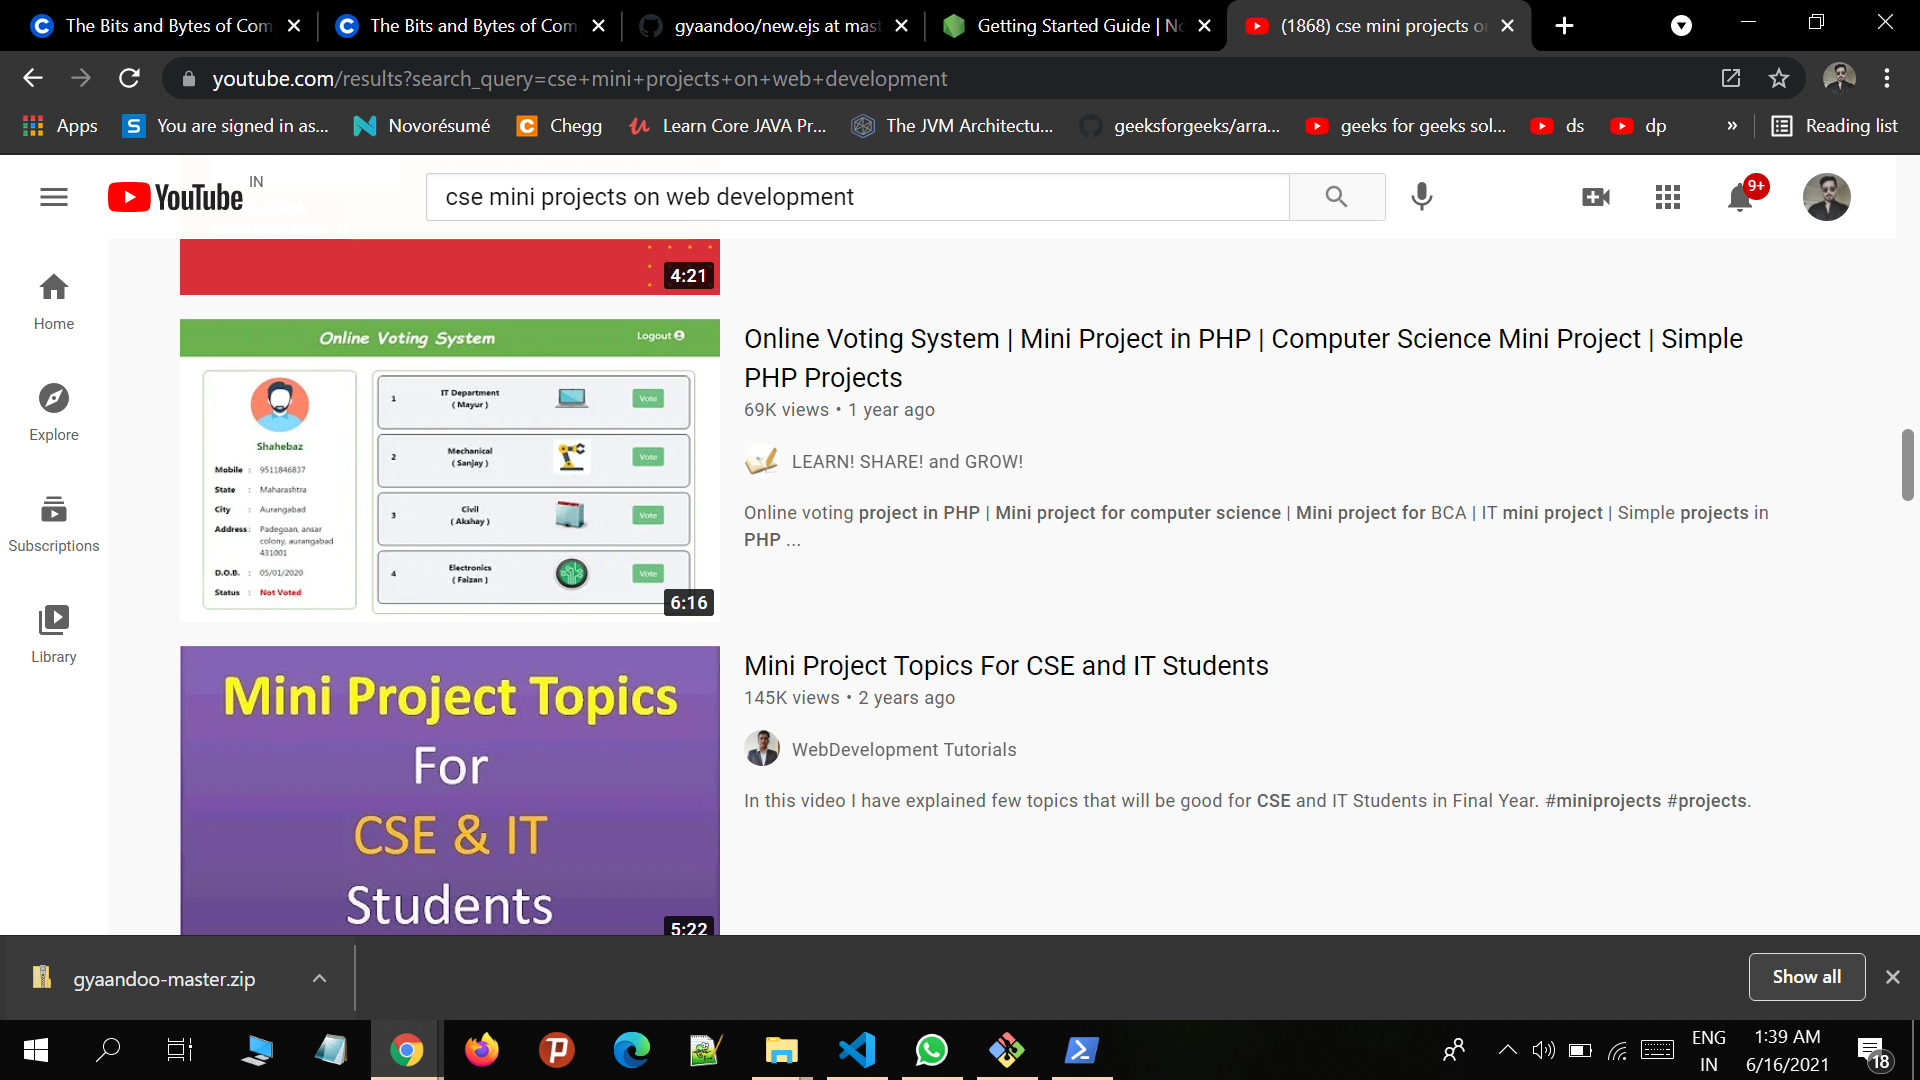 The Bits and Bytes of Com
The Bits and Bytes of Com
gyaandoo/new.ejs at mast
Getting Started Guide | No
(1868) cse mini projects o
youtube.com/results?search_query=cse+mini+projects+on+web+development
Apps
You are signed in as...
Novorésumé
Chegg
Learn Core JAVA Pr...
The JVM Architectu...
geeksforgeeks/arra...
geeks for geeks sol...
ds
dp
»
Reading list
YouTube IN
cse mini projects on web development
9+
Home
Explore
Subscriptions
Library
4:21
Online Voting System
Logout
Shahebaz
Mobile : 9511846837
State : Maharashtra
City : Aurangabad
Address: Padegoan, ansar
colony, aurangabad
431001
D.O.B. : 05/01/2020
Status : Not Voted
1 IT Department Vote
( Mayur )
2 Mechanical Vote
( Sanjay )
3 Civil Vote
( Akshay )
4 Electronics Vote
( Faizan )
6:16
Online Voting System | Mini Project in PHP | Computer Science Mini Project | Simple
PHP Projects
69K views • 1 year ago
LEARN! SHARE! and GROW!
Online voting project in PHP | Mini project for computer science | Mini project for BCA | IT mini project | Simple projects in
PHP ...
Mini Project Topics
For
CSE & IT
Students
5:22
Mini Project Topics For CSE and IT Students
145K views • 2 years ago
WebDevelopment Tutorials
In this video I have explained few topics that will be good for CSE and IT Students in Final Year. #miniprojects #projects.
gyaandoo-master.zip
Show all
ENG
IN
1:39 AM
6/16/2021
18